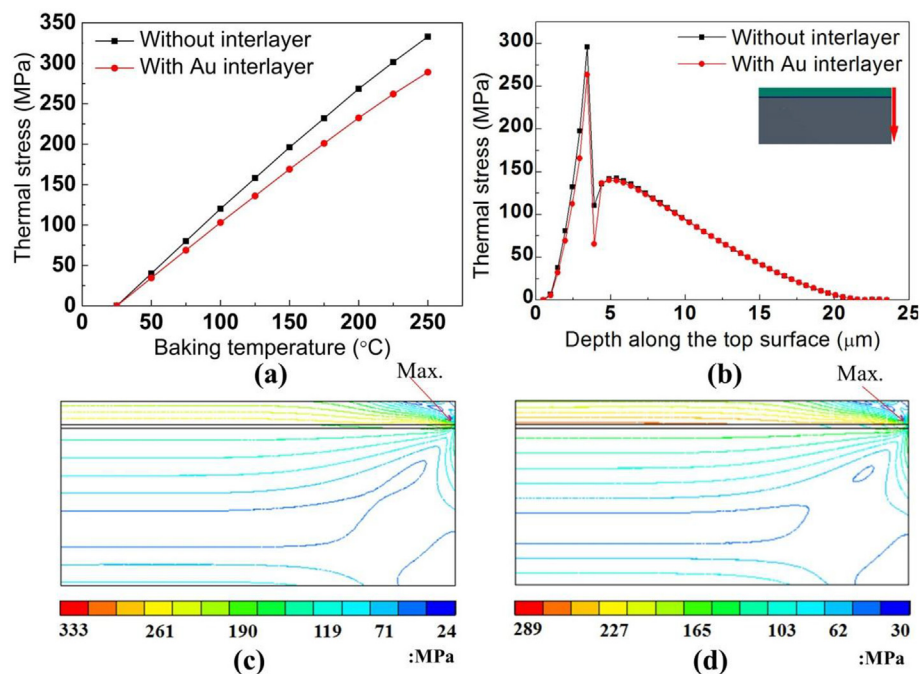 350
300
250
200
150
100
50
0
Thermal stress (MPa)
Without interlayer
With Au interlayer
0 50 100 150 200 250
Baking temperature (°C)
(a)
300
250
200
150
100
50
0
Thermal stress (MPa)
Without interlayer
With Au interlayer
0 5 10 15 20 25
Depth along the top surface (μm)
(b)
Max.
333 261 190 119 71 24
:MPa
(c)
Max.
289 227 165 103 62 30
:MPa
(d)